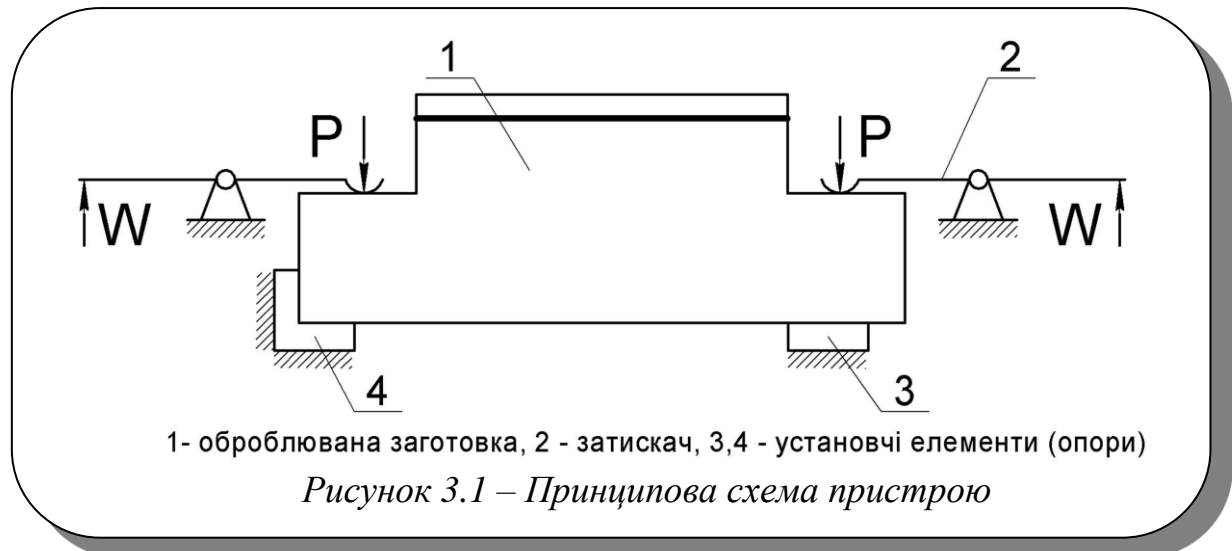 1
2
P
P
W
W
4
3
1- оброблювана заготовка, 2 - затискач, 3,4 - установчі елементи (опори)
Рисунок 3.1 – Принципова схема пристрою